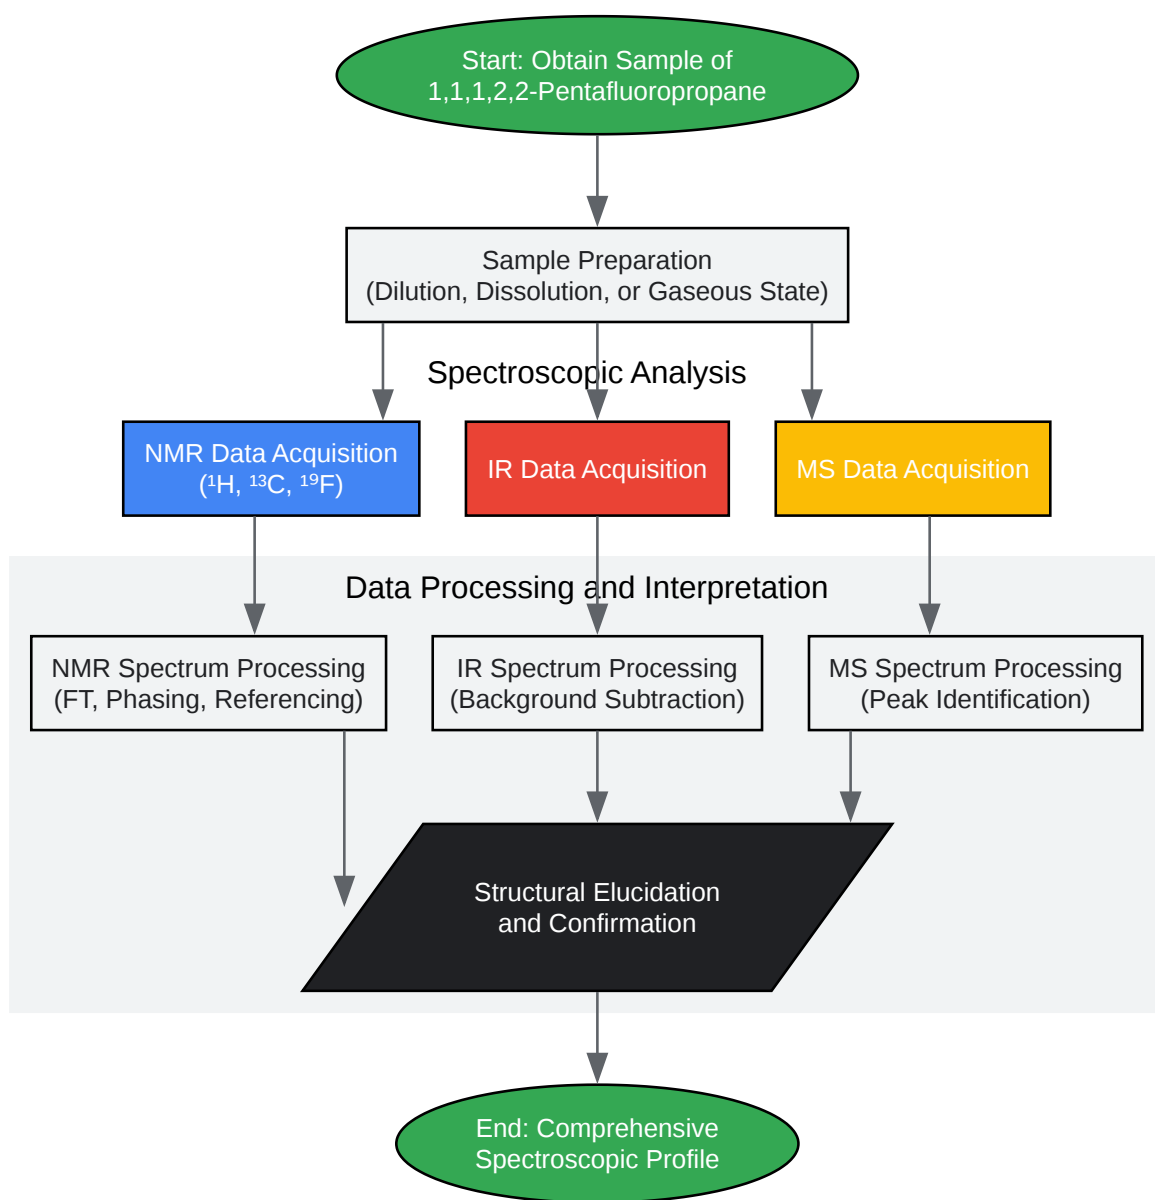 Start: Obtain Sample of
1,1,1,2,2-Pentafluoropropane
Sample Preparation
(Dilution, Dissolution, or Gaseous State)
Spectroscopic Analysis
NMR Data Acquisition
(¹H, ¹³C, ¹⁹F)
IR Data Acquisition
MS Data Acquisition
Data Processing and Interpretation
NMR Spectrum Processing
(FT, Phasing, Referencing)
IR Spectrum Processing
(Background Subtraction)
MS Spectrum Processing
(Peak Identification)
Structural Elucidation
and Confirmation
End: Comprehensive
Spectroscopic Profile